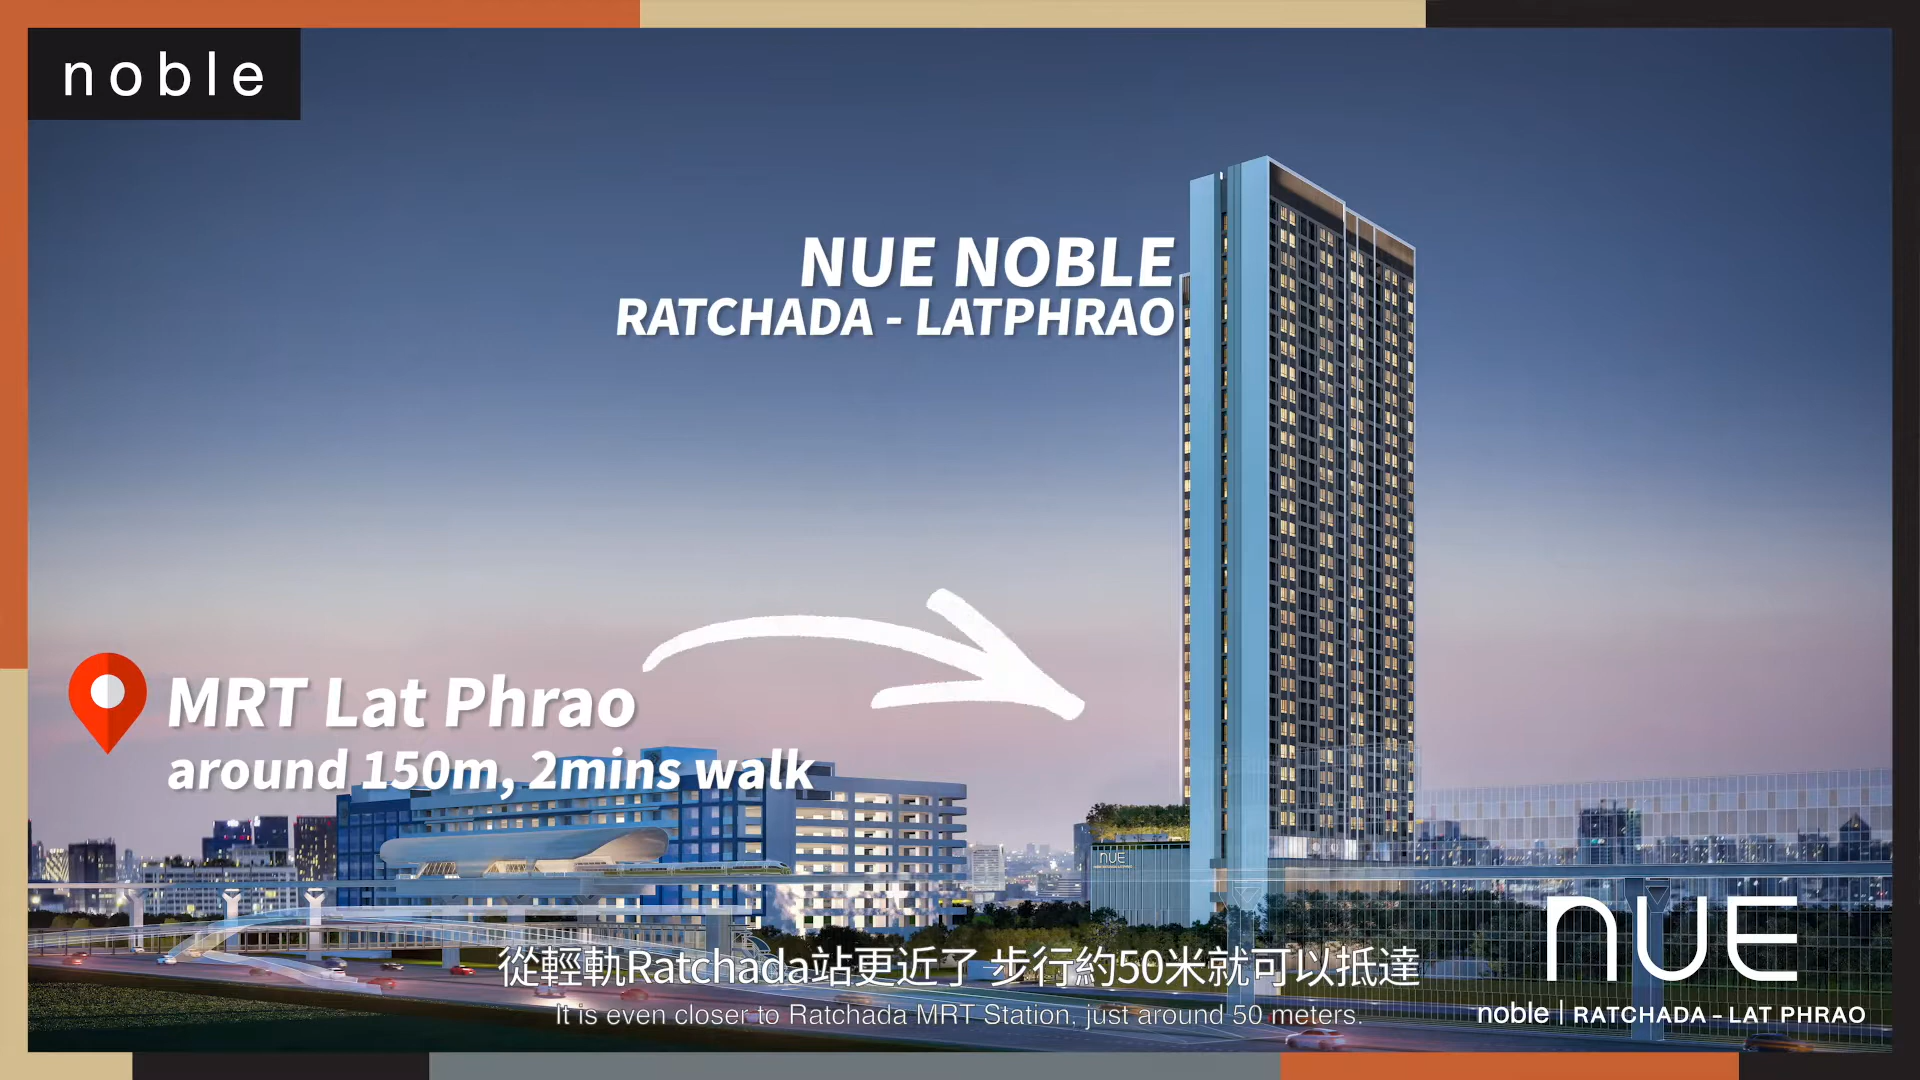 noble
NUE NOBLE
RATCHADA - LATPHRAO
MRT Lat Phrao
around 150m, 2mins walk
nue
從輕軌Ratchada站更近了 步行約50米就可以抵達
It is even closer to Ratchada MRT Station, just around 50 meters.
nue
noble | RATCHADA - LAT PHRAO